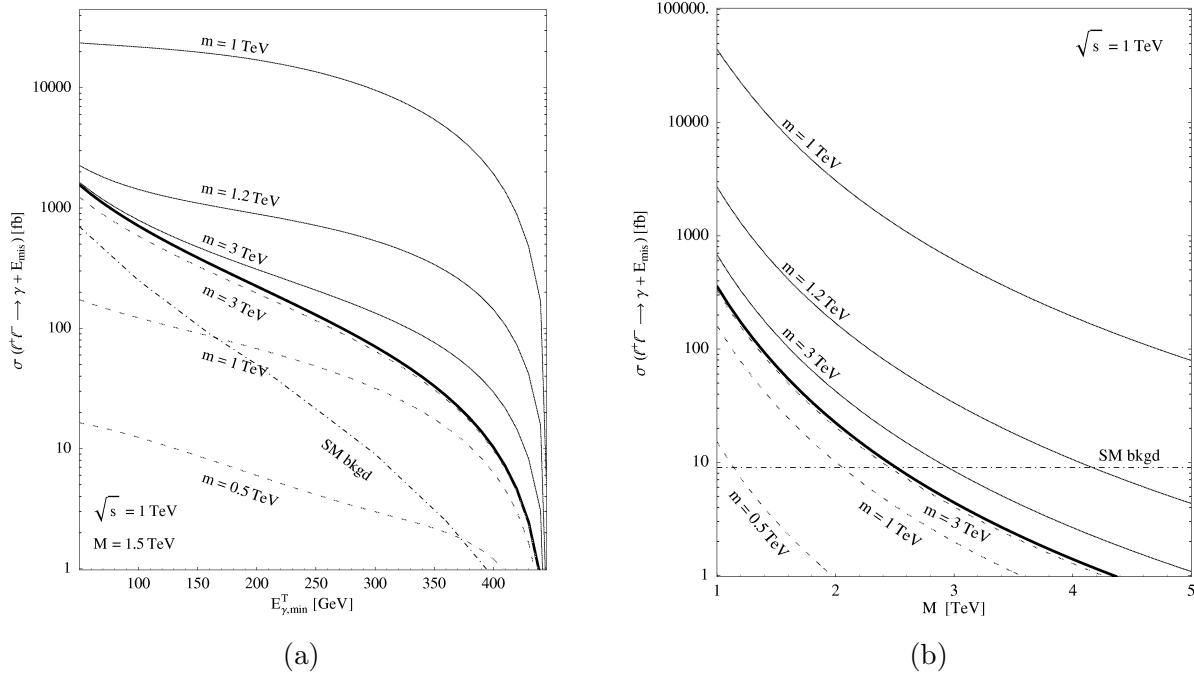 10000
1000
100
10
1
σ (ℓ⁺ℓ⁻ ⟶ γ + E_mis) [fb]
m = 1 TeV
m = 1.2 TeV
m = 3 TeV
m = 3 TeV
m = 1 TeV
SM bkgd
m = 0.5 TeV
√s = 1 TeV
M = 1.5 TeV
100 150 200 250 300 350 400
E^T_γ,min [GeV]
(a)
100000.
10000
1000
100
10
1
σ (ℓ⁺ℓ⁻ ⟶ γ + E_mis) [fb]
√s = 1 TeV
m = 1 TeV
m = 1.2 TeV
m = 3 TeV
SM bkgd
m = 0.5 TeV
m = 1 TeV
m = 3 TeV
1 2 3 4 5
M [TeV]
(b)